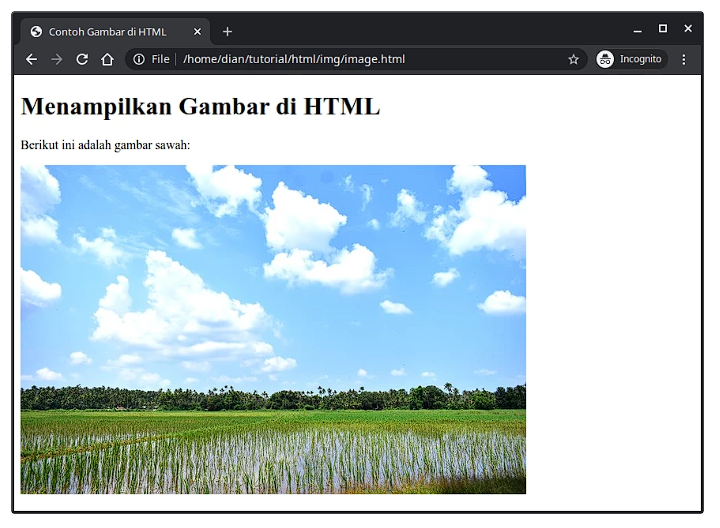 Contoh Gambar di HTML
File
/home/dian/tutorial/html/img/image.html
Incognito
Menampilkan Gambar di HTML
Berikut ini adalah gambar sawah: